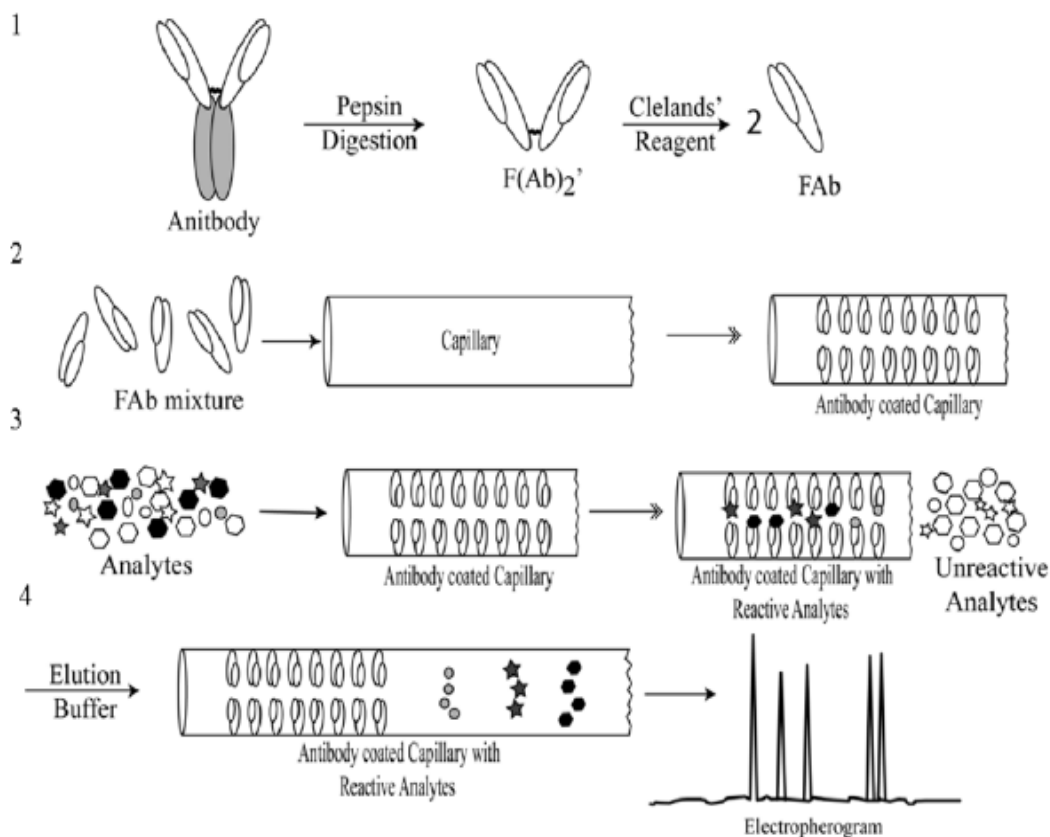 1
Pepsin
Digestion
Clelands'
Reagent
2
F(Ab)2'
FAb
Anitbody
2
Capillary
FAb mixture
Antibody coated Capillary
3
Analytes
Antibody coated Capillary
Antibody coated Capillary with
Reactive Analytes
Unreactive
Analytes
4
Elution
Buffer
Antibody coated Capillary with
Reactive Analytes
Electropherogram